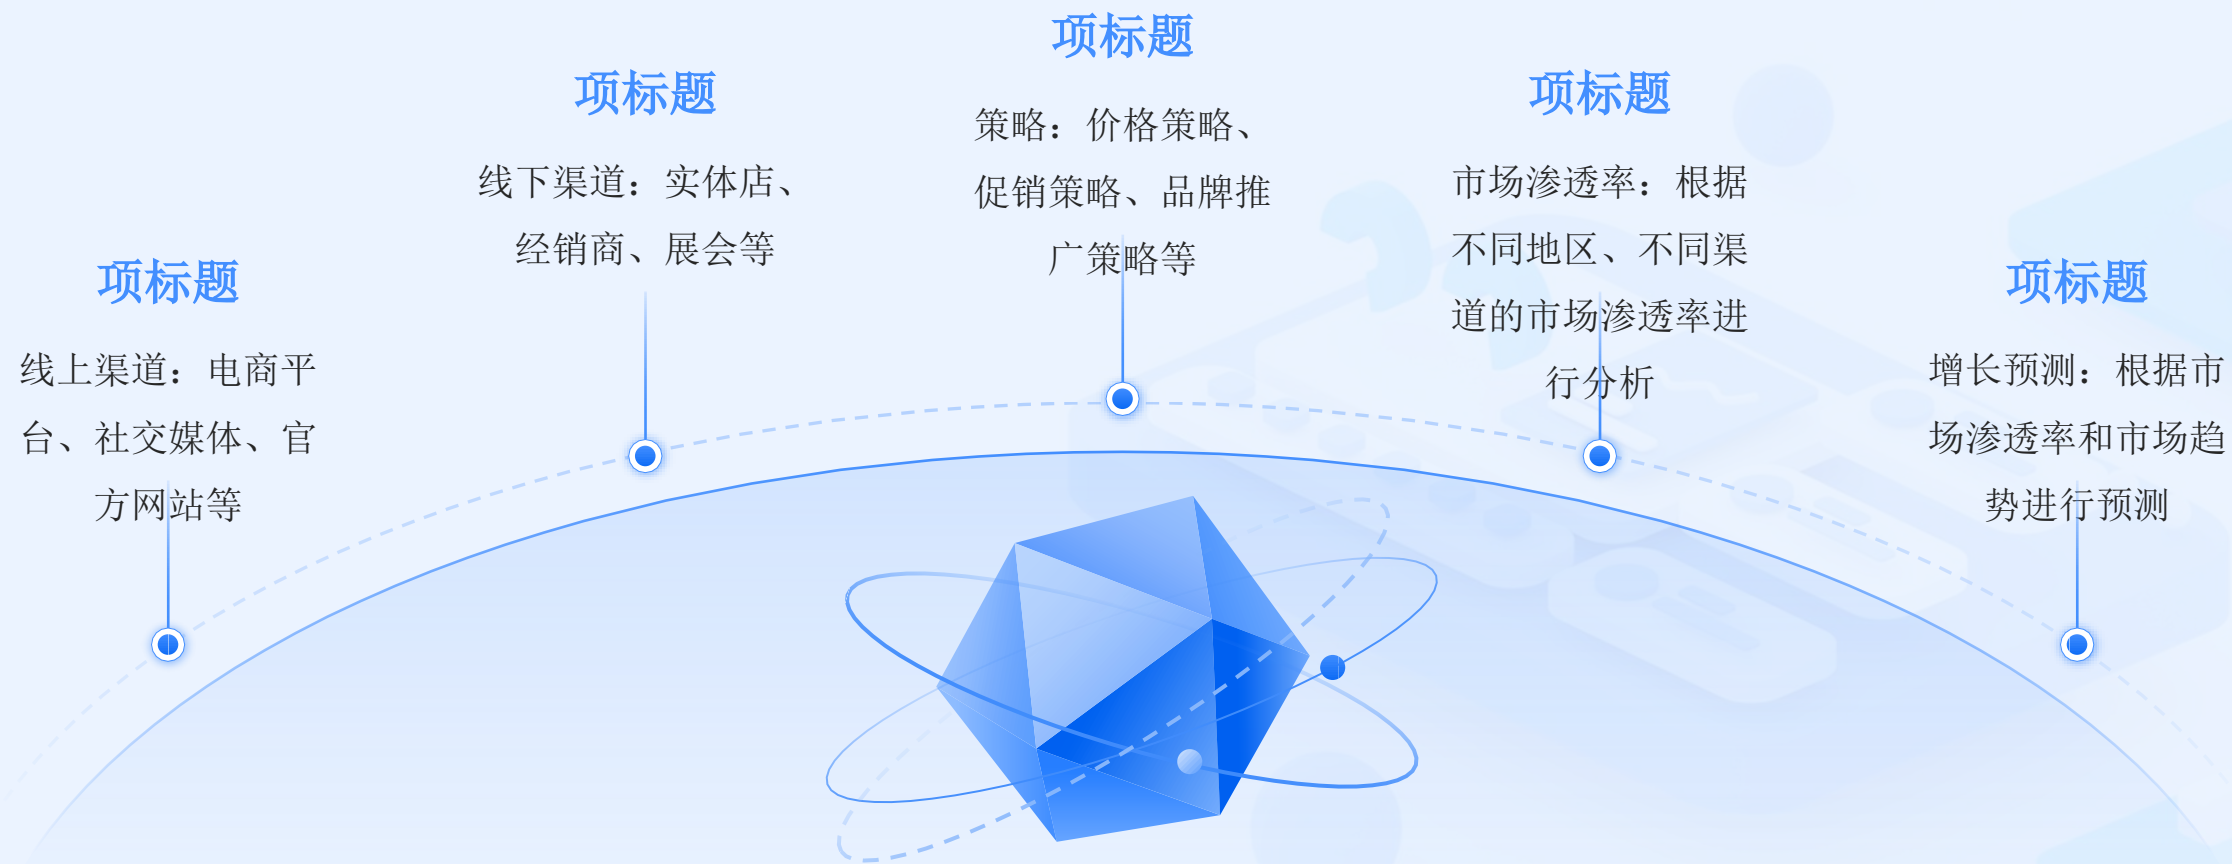 项标题
线上渠道：电商平
台、社交媒体、官
方网站等
项标题
线下渠道：实体店、
经销商、展会等
项标题
策略：价格策略、
促销策略、品牌推
广策略等
项标题
市场渗透率：根据
不同地区、不同渠
道的市场渗透率进
行分析
项标题
增长预测：根据市
场渗透率和市场趋
势进行预测